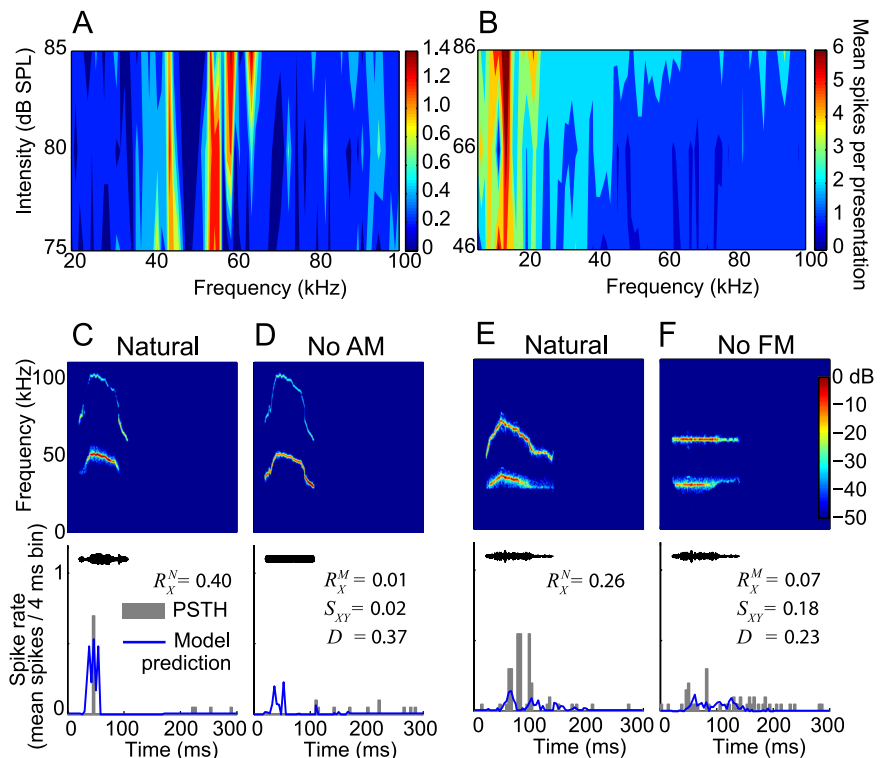 A
B
85
80
75
Intensity (dB SPL)
20 40 60 80 100
Frequency (kHz)
1.4
1.2
1
0.8
0.6
0.4
0.2
0
86
66
46
20 40 60 80 100
Frequency (kHz)
6
5
4
3
2
1
0
Mean spikes per presentation
C
Natural
D
No AM
E
Natural
F
No FM
100
50
0
Frequency (kHz)
0 dB
−10
−20
−30
−40
−50
1
0
Spike rate
(mean spikes / 4 ms bin)
R_X^N= 0.40
PSTH
Model
prediction
R_X^M= 0.01
S_XY= 0.02
D = 0.37
R_X^N= 0.26
R_X^M= 0.07
S_XY= 0.18
D = 0.23
0 100 200 300
Time (ms)
0 100 200 300
Time (ms)
0 100 200 300
Time (ms)
0 100 200 300
Time (ms)